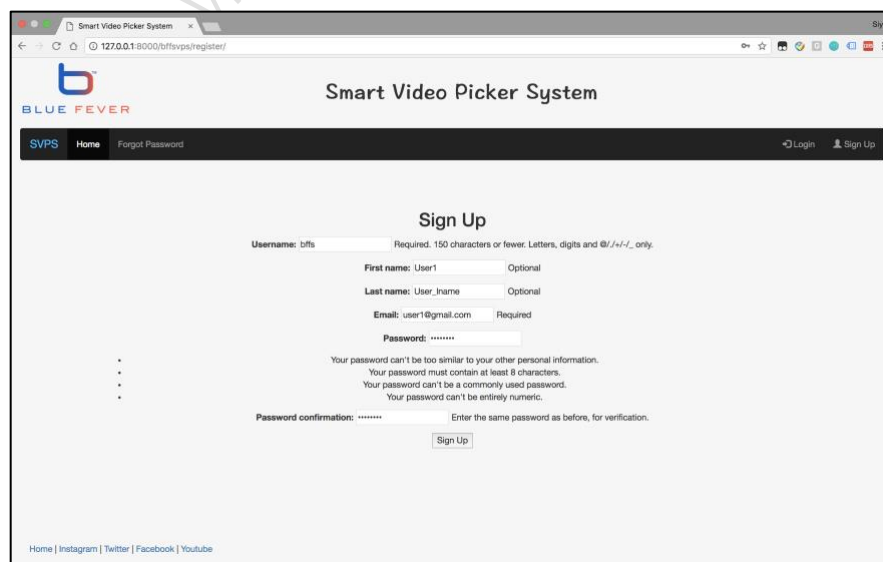 Smart Video Picker System
127.0.0.1:8000/bffsvps/register/
b
BLUE FEVER
Smart Video Picker System
SVPS Home Forgot Password Login Sign Up
Sign Up
Username: bffs Required. 150 characters or fewer. Letters, digits and @/./+/-/_ only.
First name: User1 Optional
Last name: User_lname Optional
Email: user1@gmail.com Required
Password: ••••••••
• Your password can't be too similar to your other personal information.
• Your password must contain at least 8 characters.
• Your password can't be a commonly used password.
• Your password can't be entirely numeric.
Password confirmation: •••••••• Enter the same password as before, for verification.
Sign Up
Home | Instagram | Twitter | Facebook | Youtube